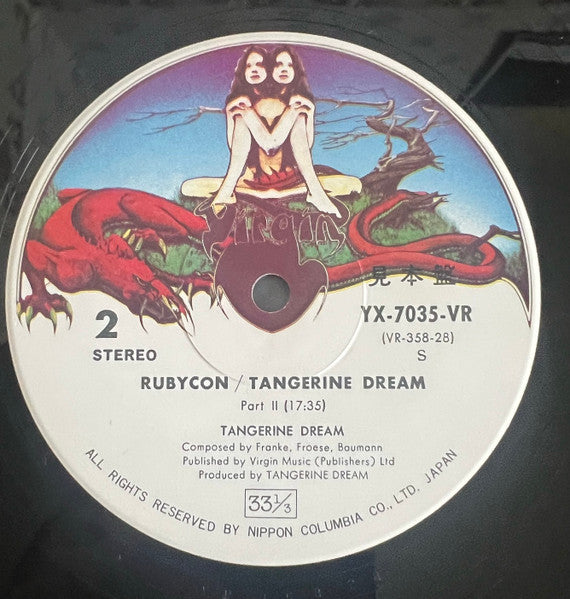 Virgin
見本盤
2
STEREO
YX-7035-VR
(VR-358-28)
S
RUBYCON / TANGERINE DREAM
Part II (17:35)
TANGERINE DREAM
Composed by Franke, Froese, Baumann
Published by Virgin Music (Publishers) Ltd
Produced by TANGERINE DREAM
33 1/3
ALL RIGHTS RESERVED BY NIPPON COLUMBIA CO., LTD. JAPAN